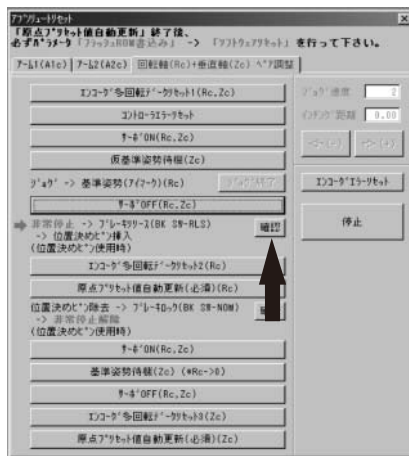 アブソリュートリセット
「原点プリセット値自動更新」終了後、
必ずパラメータ「フラッシュROM書込み」 -> 「ソフトウェアリセット」 を行って下さい。
アーム1(A1c) アーム2(A2c) 回転軸(Rc)+垂直軸(Zc) ペア調整
エンコーダ多回転データリセット1(Rc,Zc)
コントローラエラーリセット
サーボON(Rc,Zc)
仮基準姿勢待機(Zc)
ジョグ -> 基準姿勢(アイマーク)(Rc) ジョグ終了
サーボOFF(Rc,Zc)
非常停止 -> ブレーキリリース(BK SW-RLS)
-> 位置決めピン挿入
(位置決めピン使用時)
確認
エンコーダ多回転データリセット2(Rc)
原点プリセット値自動更新(必須)(Rc)
位置決めピン除去 -> ブレーキロック(BK SW-NOM)
-> 非常停止解除
(位置決めピン使用時)
サーボON(Rc,Zc)
基準姿勢待機(Zc) (*Rc->0)
サーボOFF(Rc,Zc)
エンコーダ多回転データリセット3(Zc)
原点プリセット値自動更新(必須)(Zc)
ジョグ速度 2
インチング距離 0.00
コントローラエラーリセット
停止